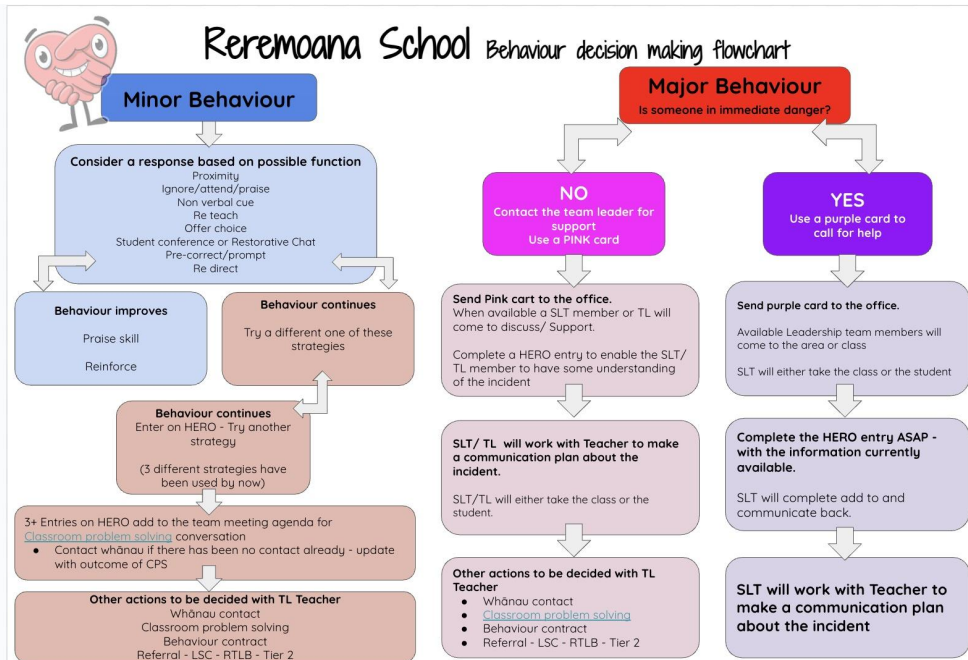 Reremoana School Behaviour decision making flowchart
Minor Behaviour
Consider a response based on possible function
Proximity
Ignore/attend/praise
Non verbal cue
Re teach
Offer choice
Student conference or Restorative Chat
Pre-correct/prompt
Re direct
Behaviour improves
Praise skill
Reinforce
Behaviour continues
Try a different one of these
strategies
Behaviour continues
Enter on HERO - Try another
strategy
(3 different strategies have
been used by now)
3+ Entries on HERO add to the team meeting agenda for
Classroom problem solving conversation
● Contact whānau if there has been no contact already - update
with outcome of CPS
Other actions to be decided with TL Teacher
Whānau contact
Classroom problem solving
Behaviour contract
Referral - LSC - RTLB - Tier 2
Major Behaviour
Is someone in immediate danger?
NO
Contact the team leader for
support
Use a PINK card
Send Pink cart to the office.
When available a SLT member or TL will
come to discuss/ Support.
Complete a HERO entry to enable the SLT/
TL member to have some understanding
of the incident
SLT/ TL will work with Teacher to make
a communication plan about the
incident.
SLT/TL will either take the class or the
student.
Other actions to be decided with TL
Teacher
● Whānau contact
● Classroom problem solving
● Behaviour contract
● Referral - LSC - RTLB - Tier 2
YES
Use a purple card to
call for help
Send purple card to the office.
Available Leadership team members will
come to the area or class
SLT will either take the class or the student
Complete the HERO entry ASAP -
with the information currently
available.
SLT will complete add to and
communicate back.
SLT will work with Teacher to
make a communication plan
about the incident